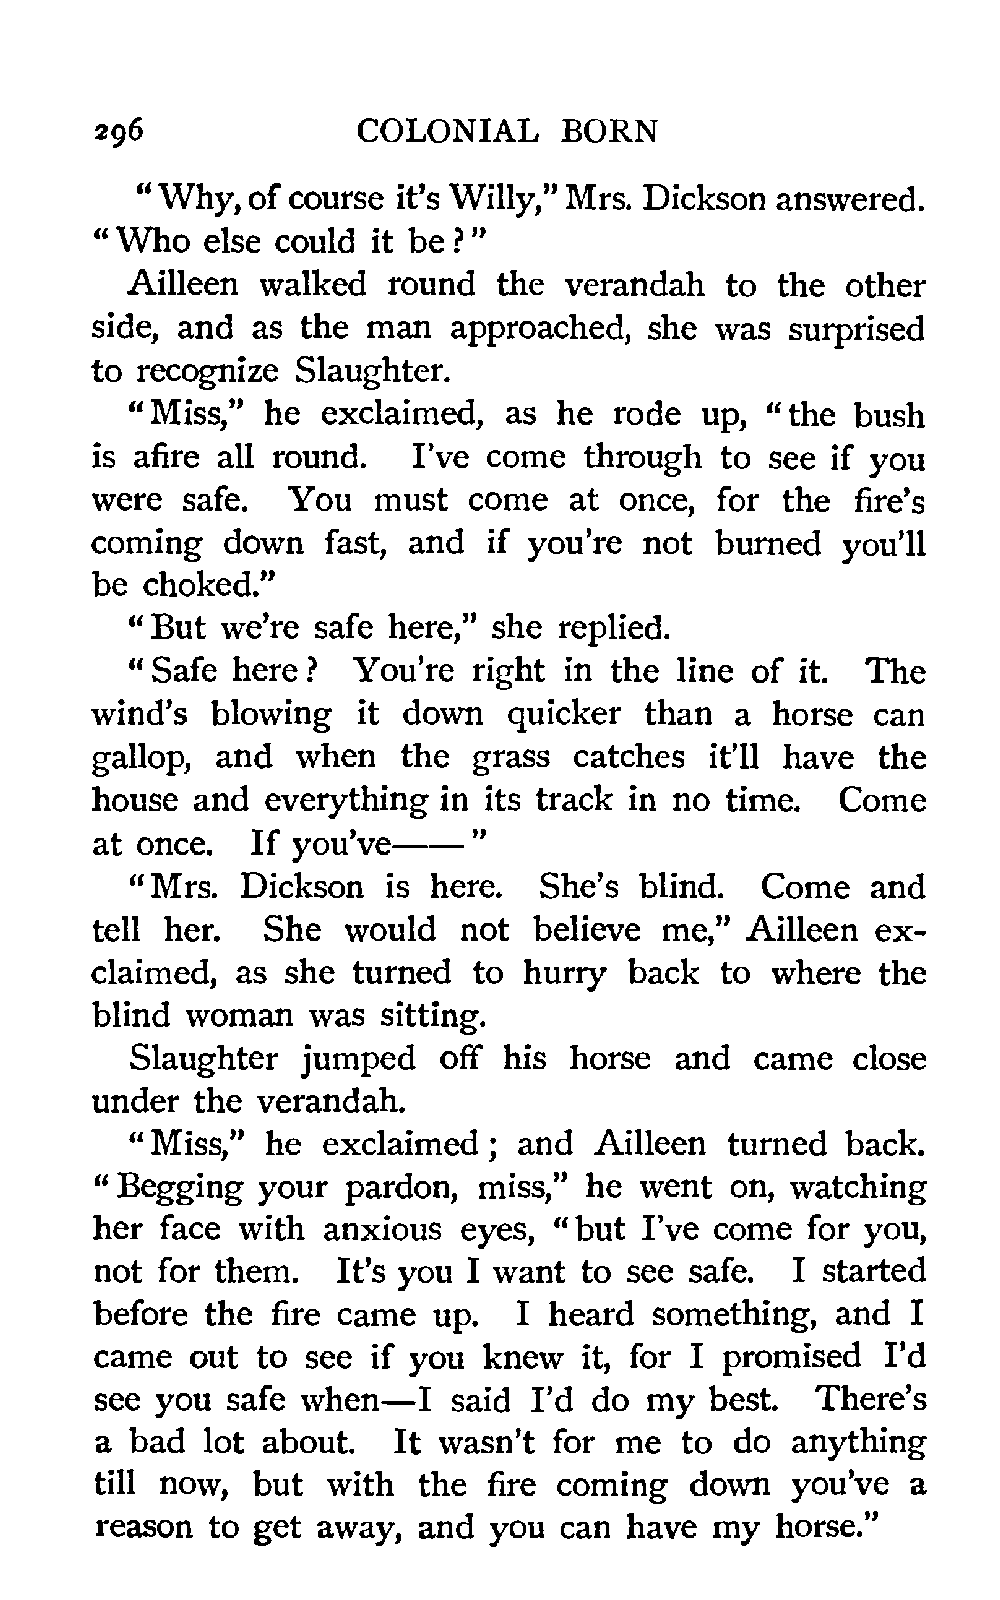 296 COLONIAL BORN
"Why, of course it's Willy," Mrs. Dickson answered.
"Who else could it be?"
Ailleen walked round the verandah to the other
side, and as the man approached, she was surprised
to recognize Slaughter.
"Miss," he exclaimed, as he rode up, "the bush
is afire all round. I've come through to see if you
were safe. You must come at once, for the fire's
coming down fast, and if you're not burned you'll
be choked."
"But we're safe here," she replied.
"Safe here? You're right in the line of it. The
wind's blowing it down quicker than a horse can
gallop, and when the grass catches it'll have the
house and everything in its track in no time. Come
at once. If you've——"
"Mrs. Dickson is here. She's blind. Come and
tell her. She would not believe me," Ailleen ex-
claimed, as she turned to hurry back to where the
blind woman was sitting.
Slaughter jumped off his horse and came close
under the verandah.
"Miss," he exclaimed; and Ailleen turned back.
"Begging your pardon, miss," he went on, watching
her face with anxious eyes, "but I've come for you,
not for them. It's you I want to see safe. I started
before the fire came up. I heard something, and I
came out to see if you knew it, for I promised I'd
see you safe when—I said I'd do my best. There's
a bad lot about. It wasn't for me to do anything
till now, but with the fire coming down you've a
reason to get away, and you can have my horse."